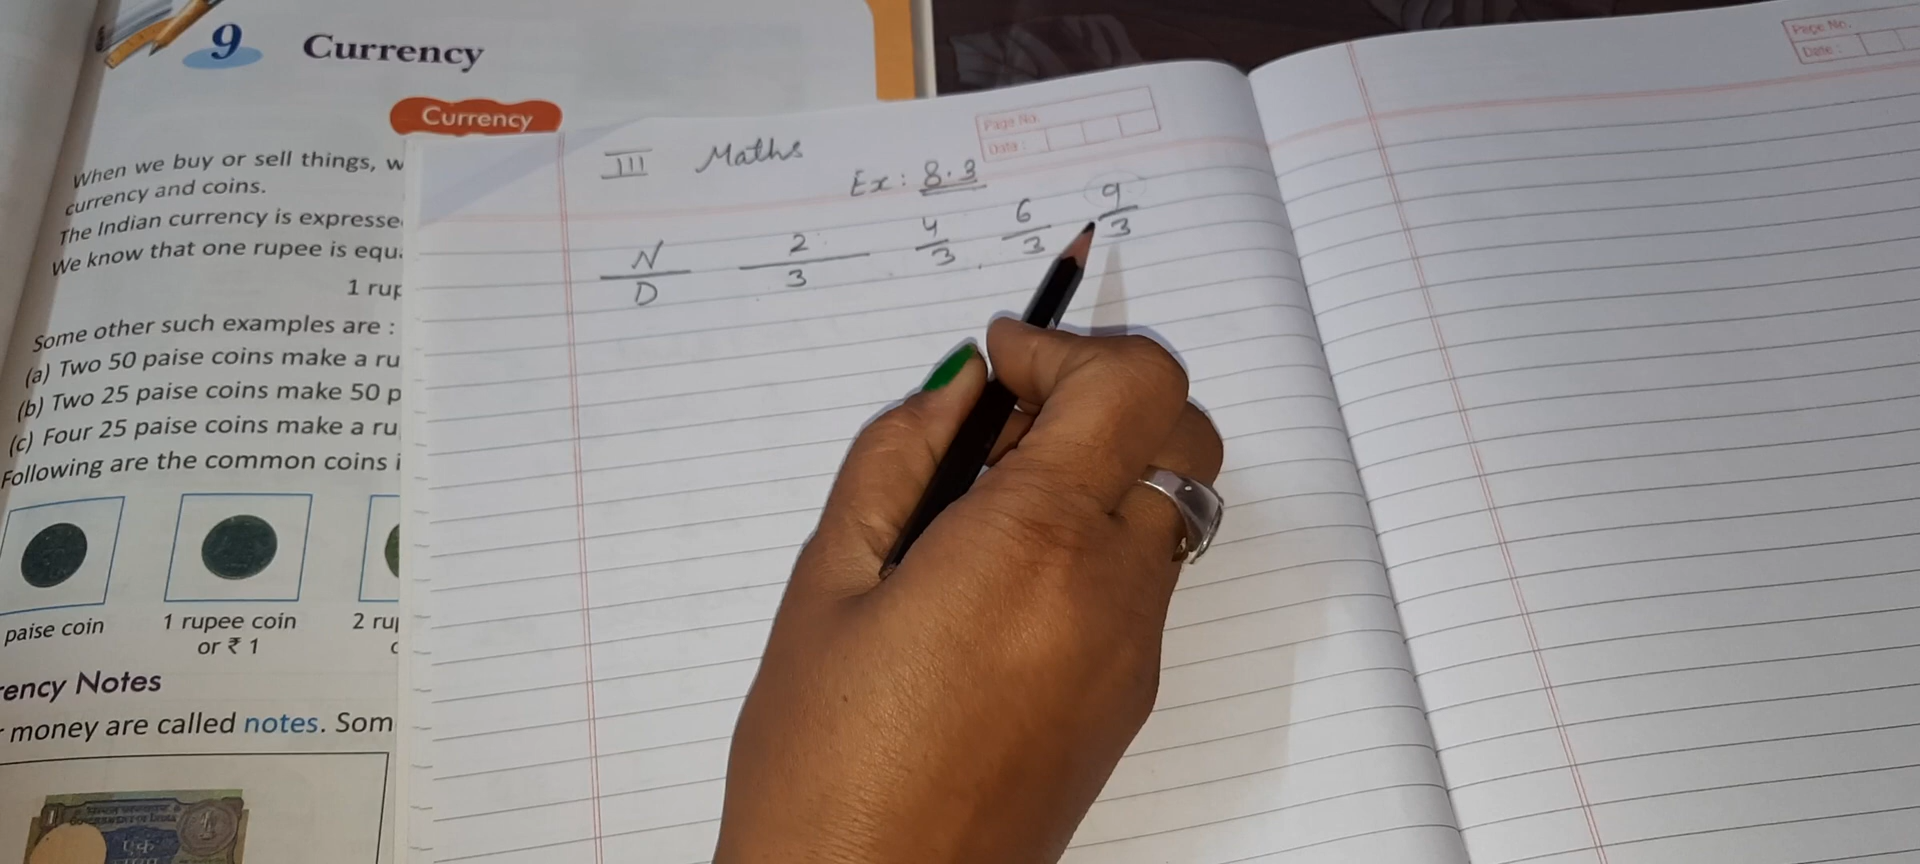 9 Currency
Currency
When we buy or sell things, w
currency and coins.
The Indian currency is expresse
We know that one rupee is equ
1 rup
Some other such examples are :
(a) Two 50 paise coins make a ru
(b) Two 25 paise coins make 50 p
(c) Four 25 paise coins make a ru
Following are the common coins i
paise coin
1 rupee coin
or ₹ 1
2 ru
rency Notes
money are called notes. Som
Page No.
Date :
III Maths
Ex : 8.3
N/D 2/3 4/3 6/3 9/3
Page No.
Date :